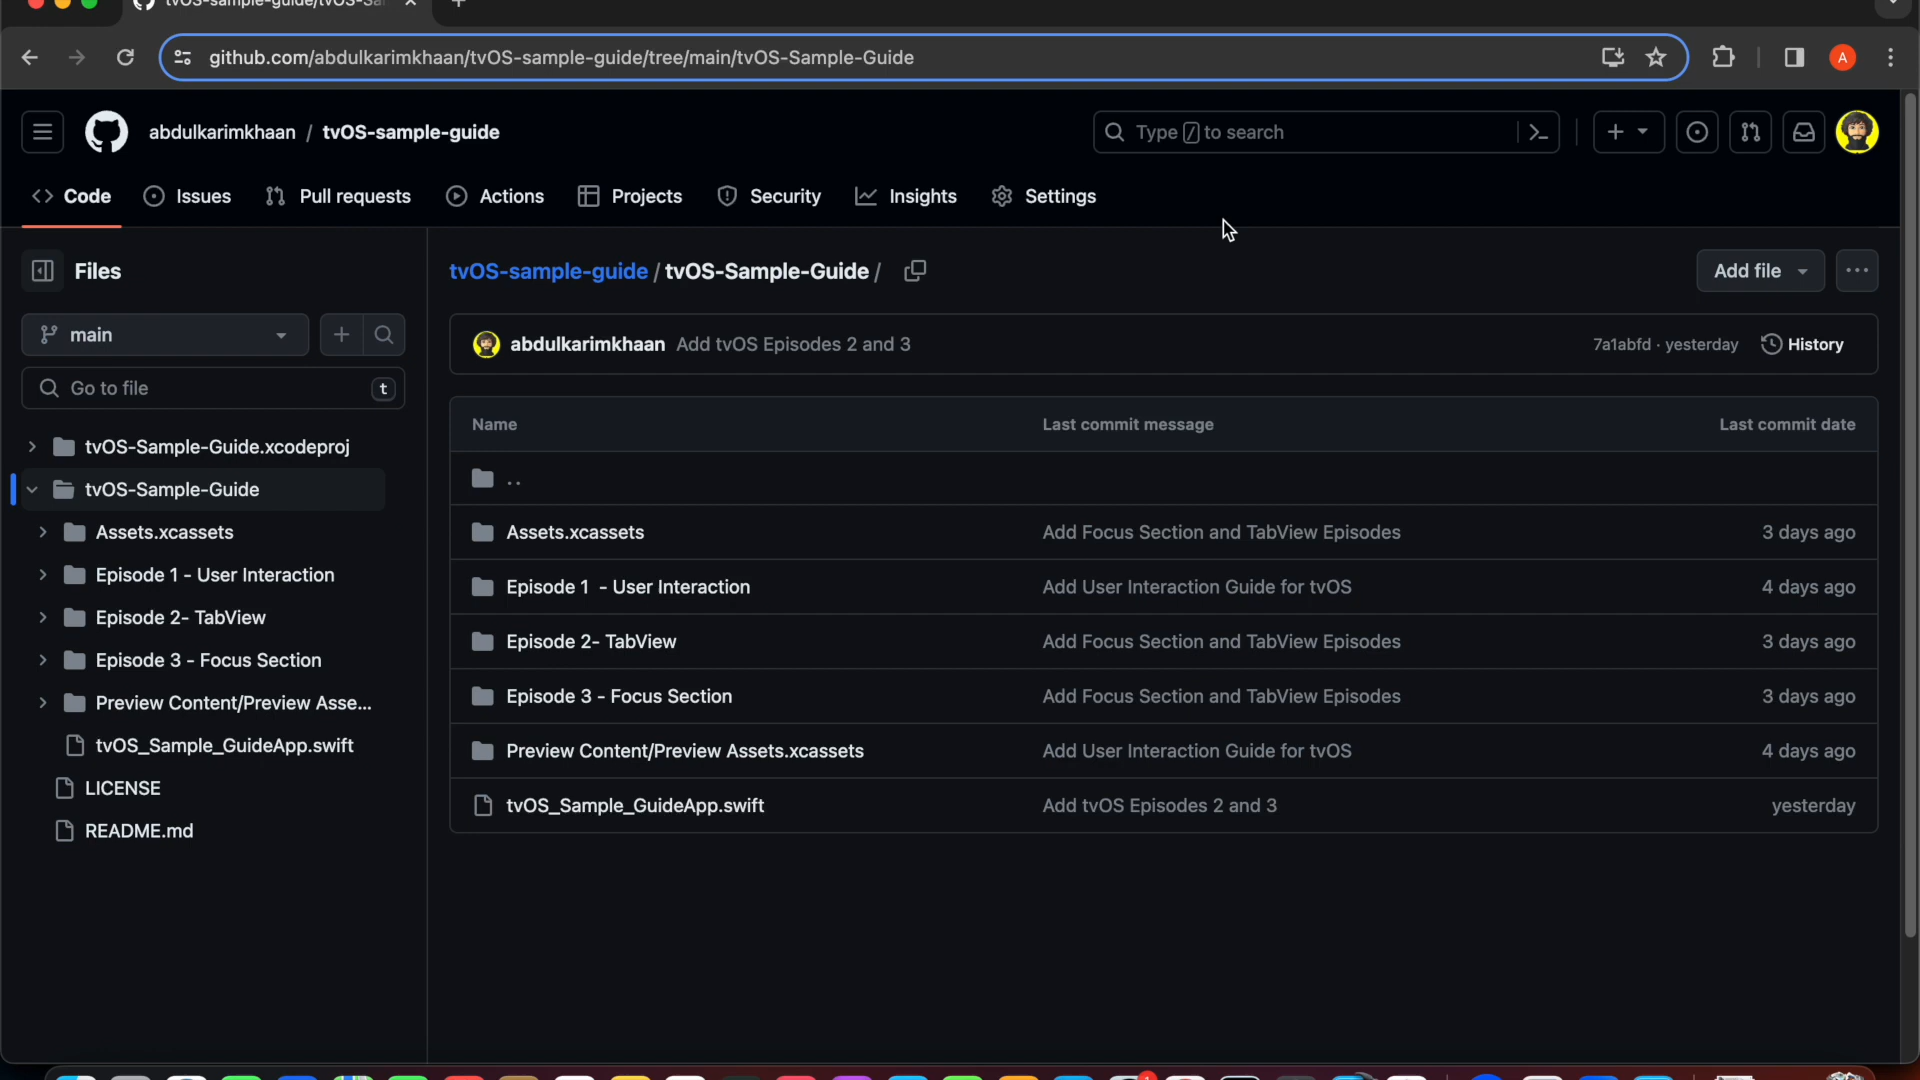 github.com/abdulkarimkhaan/tvOS-sample-guide/tree/main/tvOS-Sample-Guide
A
abdulkarimkhaan / tvOS-sample-guide
Type / to search
Code Issues Pull requests Actions Projects Security Insights Settings
Files
tvOS-sample-guide / tvOS-Sample-Guide /
Add file
main
abdulkarimkhaan Add tvOS Episodes 2 and 3
7a1abfd · yesterday History
Go to file
t
Name Last commit message Last commit date
..
Assets.xcassets Add Focus Section and TabView Episodes 3 days ago
Episode 1 - User Interaction Add User Interaction Guide for tvOS 4 days ago
Episode 2- TabView Add Focus Section and TabView Episodes 3 days ago
Episode 3 - Focus Section Add Focus Section and TabView Episodes 3 days ago
Preview Content/Preview Assets.xcassets Add User Interaction Guide for tvOS 4 days ago
tvOS_Sample_GuideApp.swift Add tvOS Episodes 2 and 3 yesterday
tvOS-Sample-Guide.xcodeproj
tvOS-Sample-Guide
Assets.xcassets
Episode 1 - User Interaction
Episode 2- TabView
Episode 3 - Focus Section
Preview Content/Preview Asse...
tvOS_Sample_GuideApp.swift
LICENSE
README.md